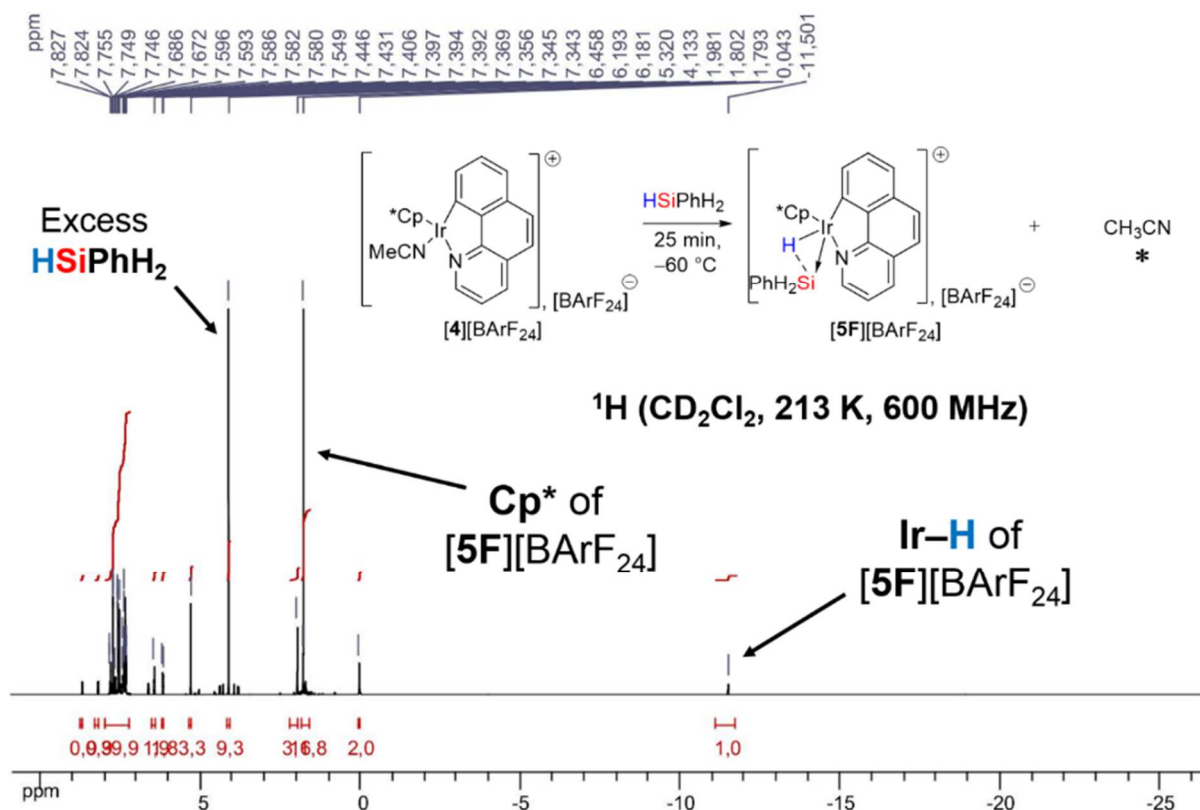 ppm 7,827 7,824 7,755 7,749 7,746 7,686 7,672 7,596 7,593 7,586 7,582 7,580 7,549 7,446 7,431 7,406 7,397 7,394 7,392 7,369 7,356 7,345 7,343 6,458 6,193 6,181 5,320 4,133 1,981 1,802 1,793 0,043 -11,501
Excess
HSiPhH₂
*Cp
Ir
MeCN
N
⊕
, [BArF₂₄]⊖
[4][BArF₂₄]
HSiPhH₂
25 min,
–60 °C
*Cp
Ir
H
N
PhH₂Si
⊕
, [BArF₂₄]⊖
[5F][BArF₂₄]
+
CH₃CN
*
¹H (CD₂Cl₂, 213 K, 600 MHz)
Cp* of
[5F][BArF₂₄]
Ir–H of
[5F][BArF₂₄]
9,3 2,0 1,0
ppm 5 0 -5 -10 -15 -20 -25